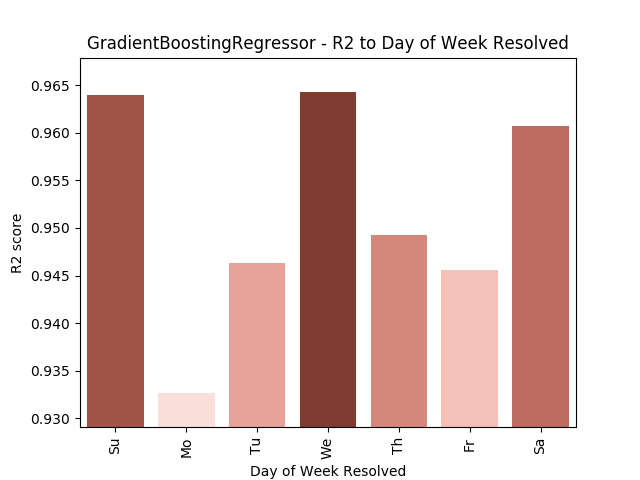 GradientBoostingRegressor - R2 to Day of Week Resolved
R2 score
0.965
0.960
0.955
0.950
0.945
0.940
0.935
0.930
Su
Mo
Tu
We
Th
Fr
Sa
Day of Week Resolved